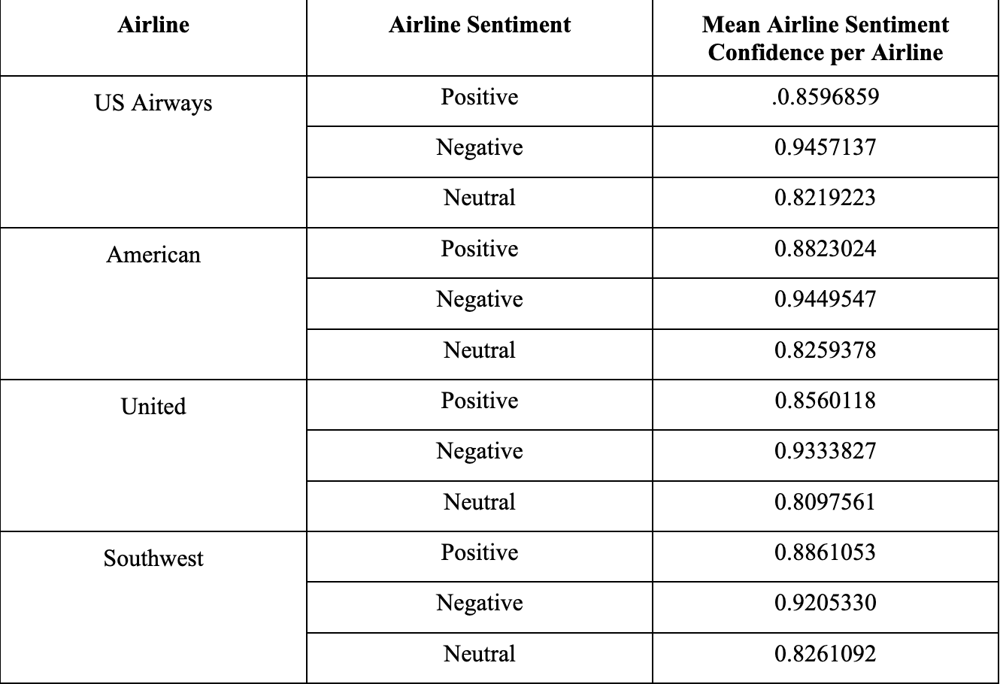 Airline Airline Sentiment Mean Airline Sentiment
Confidence per Airline
US Airways Positive .0.8596859
Negative 0.9457137
Neutral 0.8219223
American Positive 0.8823024
Negative 0.9449547
Neutral 0.8259378
United Positive 0.8560118
Negative 0.9333827
Neutral 0.8097561
Southwest Positive 0.8861053
Negative 0.9205330
Neutral 0.8261092